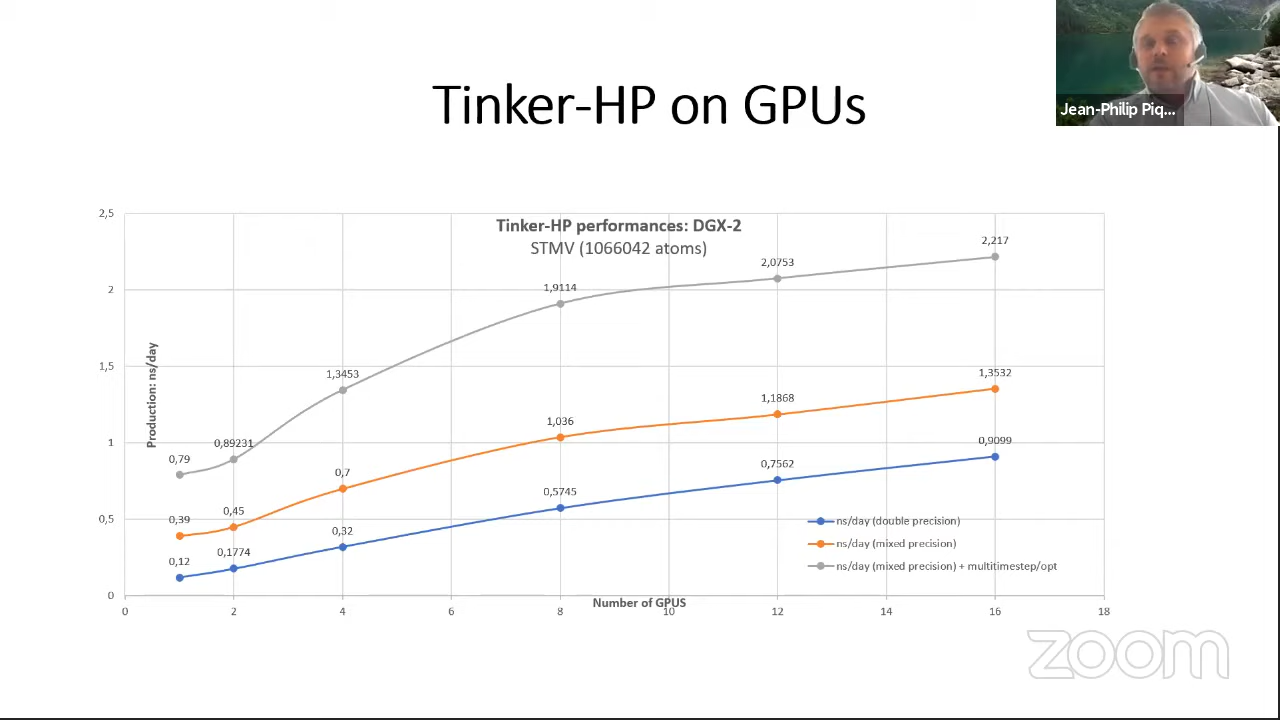 Tinker-HP on GPUs
Jean-Philip Piq...
Tinker-HP performances: DGX-2
STMV (1066042 atoms)
Production: ns/day
2,5
2
1,5
1
0,5
0
0,79
0,89231
1,3453
1,9114
2,0753
2,217
0,39
0,45
0,7
1,036
1,1868
1,3532
0,12
0,1774
0,32
0,5745
0,7562
0,9099
ns/day (double precision)
ns/day (mixed precision)
ns/day (mixed precision) + multitimestep/opt
0 2 4 6 8 10 12 14 16 18
Number of GPUS
zoom